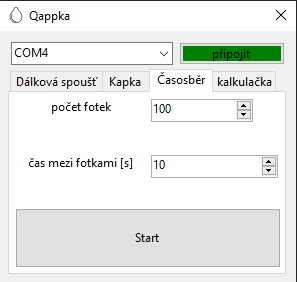 Qappka
COM4
připojit
Dálková spoušť
Kapka
Časosběr
kalkulačka
počet fotek
100
čas mezi fotkami [s]
10
Start